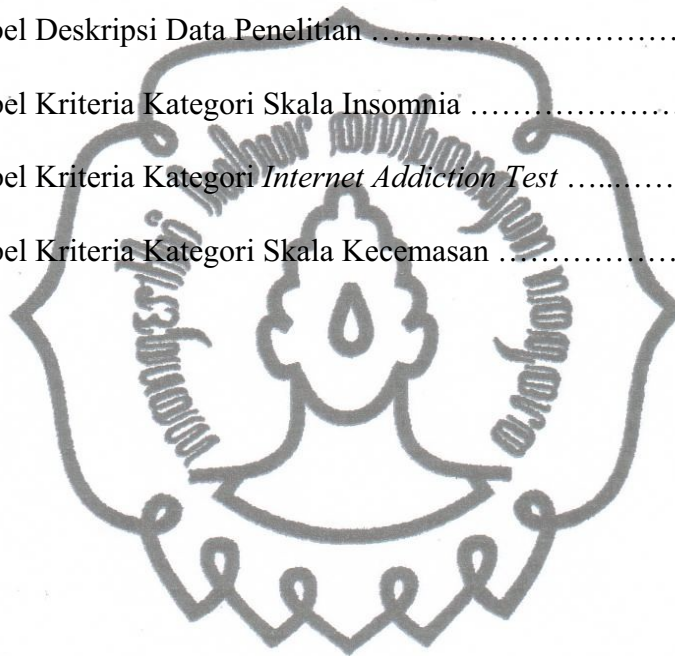 bel Deskripsi Data Penelitian ……………………………
bel Kriteria Kategori Skala Insomnia …………………
bel Kriteria Kategori Internet Addiction Test …..……
bel Kriteria Kategori Skala Kecemasan ………………